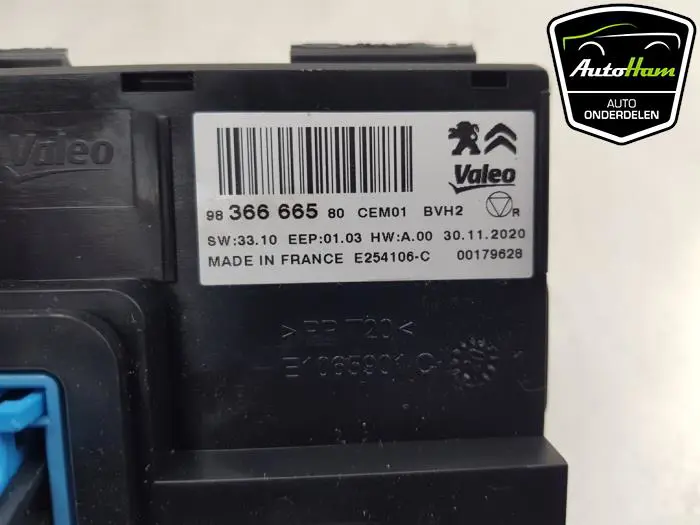 AutoHam
AUTO
ONDERDELEN
Valeo
Valeo
98 366 665 80 CEM01 BVH2 R
SW:33.10 EEP:01.03 HW:A.00 30.11.2020
MADE IN FRANCE E254106-C 00179628
>PP T20<
E1063901 C